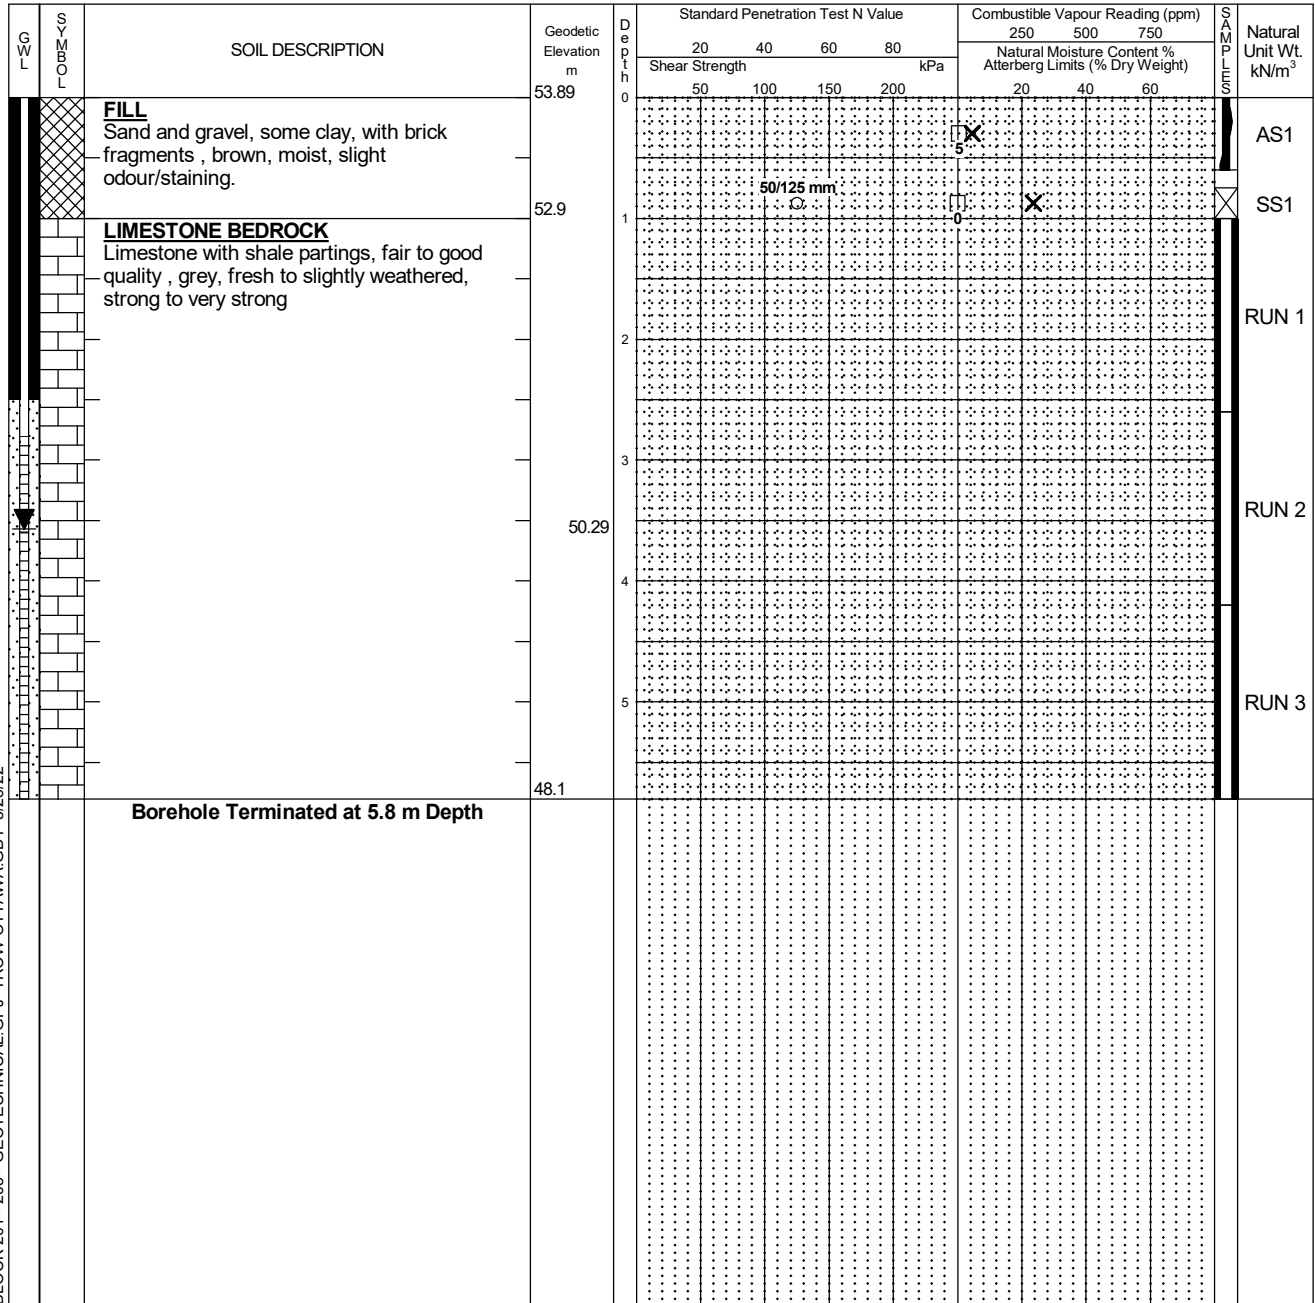 GWL
SYMBOL
SOIL DESCRIPTION
Geodetic
Elevation
m
Depth
Standard Penetration Test N Value
20 40 60 80
Shear Strength kPa
50 100 150 200
Combustible Vapour Reading (ppm)
250 500 750
Natural Moisture Content %
Atterberg Limits (% Dry Weight)
20 40 60
SAMPLES
Natural
Unit Wt.
kN/m³
53.89
0
FILL
Sand and gravel, some clay, with brick
fragments , brown, moist, slight
odour/staining.
5
AS1
50/125 mm
0
SS1
52.9
1
LIMESTONE BEDROCK
Limestone with shale partings, fair to good
quality , grey, fresh to slightly weathered,
strong to very strong
RUN 1
2
3
50.29
RUN 2
4
5
RUN 3
48.1
Borehole Terminated at 5.8 m Depth